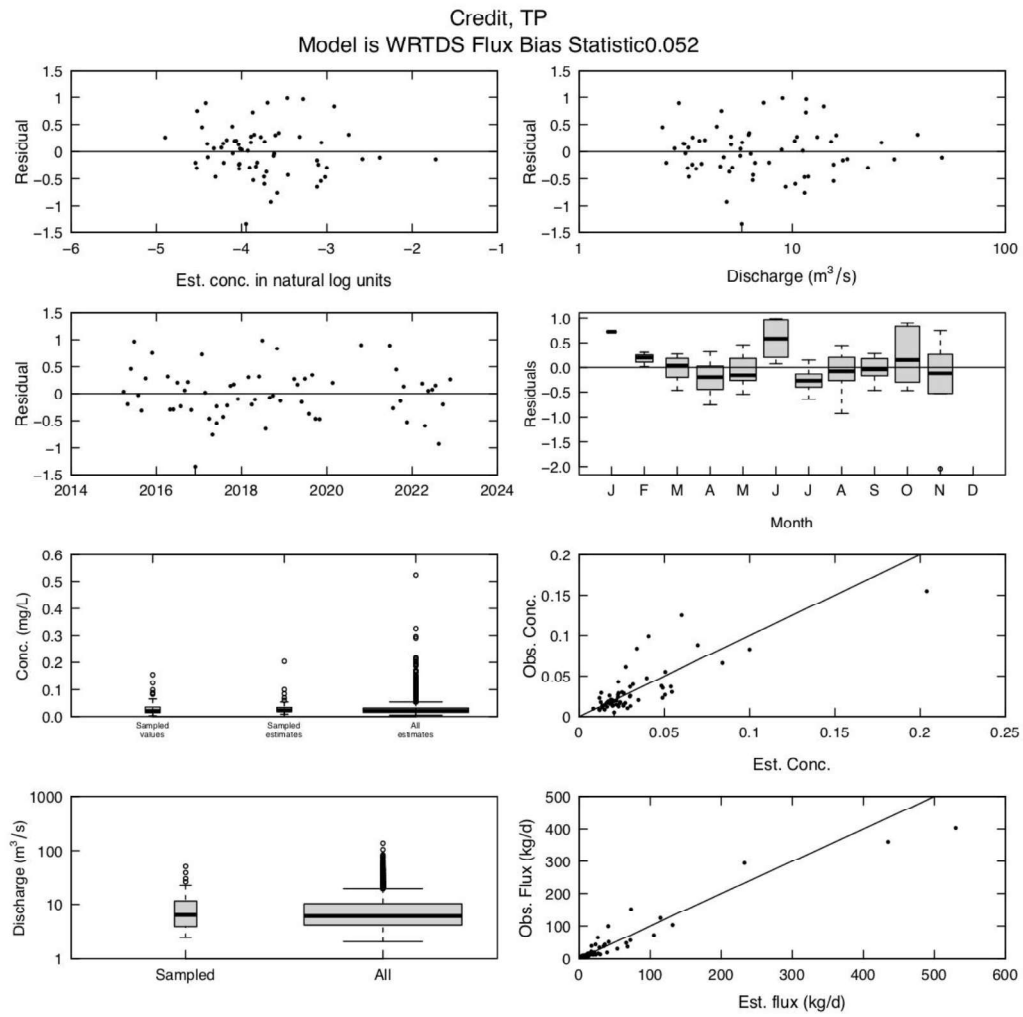 Credit, TP
Model is WRTDS Flux Bias Statistic0.052
1.5
1
0.5
0
−0.5
−1
−1.5
Residual
−6 −5 −4 −3 −2 −1
Est. conc. in natural log units
1.5
1
0.5
0
−0.5
−1
−1.5
Residual
1 10 100
Discharge (m³/s)
1.5
1
0.5
0
−0.5
−1
−1.5
Residual
2014 2016 2018 2020 2022 2024
1.0
0.5
0.0
−0.5
−1.0
−1.5
−2.0
Residuals
J F M A M J J A S O N D
Month
0.6
0.5
0.4
0.3
0.2
0.1
0.0
Conc. (mg/L)
Sampled values
Sampled estimates
All estimates
0.2
0.15
0.1
0.05
0
Obs. Conc.
0 0.05 0.1 0.15 0.2 0.25
Est. Conc.
1000
100
10
1
Discharge (m³/s)
Sampled All
500
400
300
200
100
0
Obs. Flux (kg/d)
0 100 200 300 400 500 600
Est. flux (kg/d)